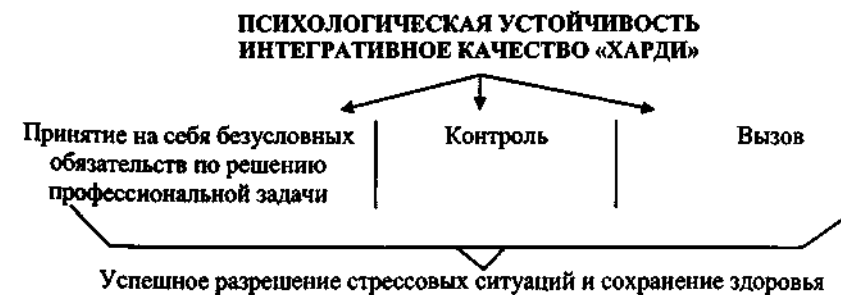 ПСИХОЛОГИЧЕСКАЯ УСТОЙЧИВОСТЬ
ИНТЕГРАТИВНОЕ КАЧЕСТВО «ХАРДИ»
Принятие на себя безусловных
обязательств по решению
профессиональной задачи
Контроль
Вызов
Успешное разрешение стрессовых ситуаций и сохранение здоровья